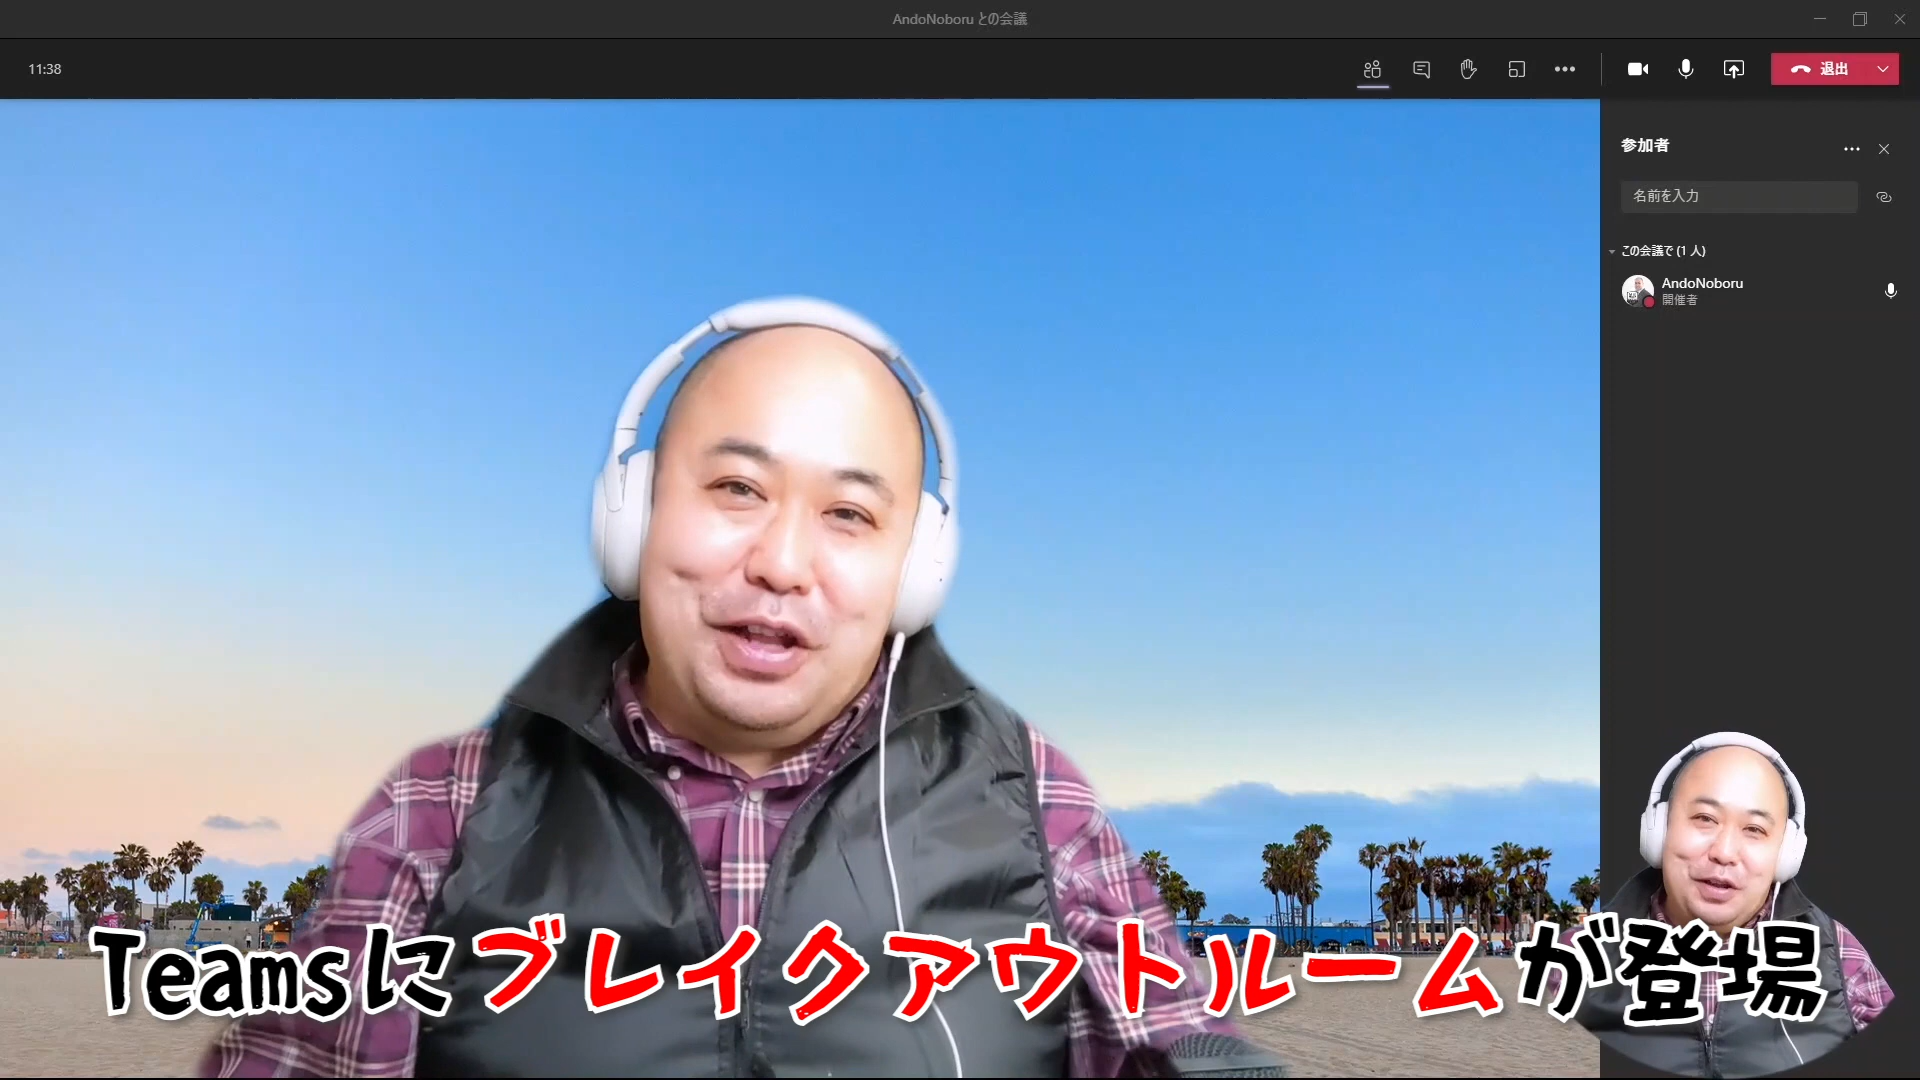 AndoNoboru との会議
11:38
退出
参加者
名前を入力
この会議で (1 人)
AndoNoboru
開催者
Teamsにブレイクアウトルームが登場